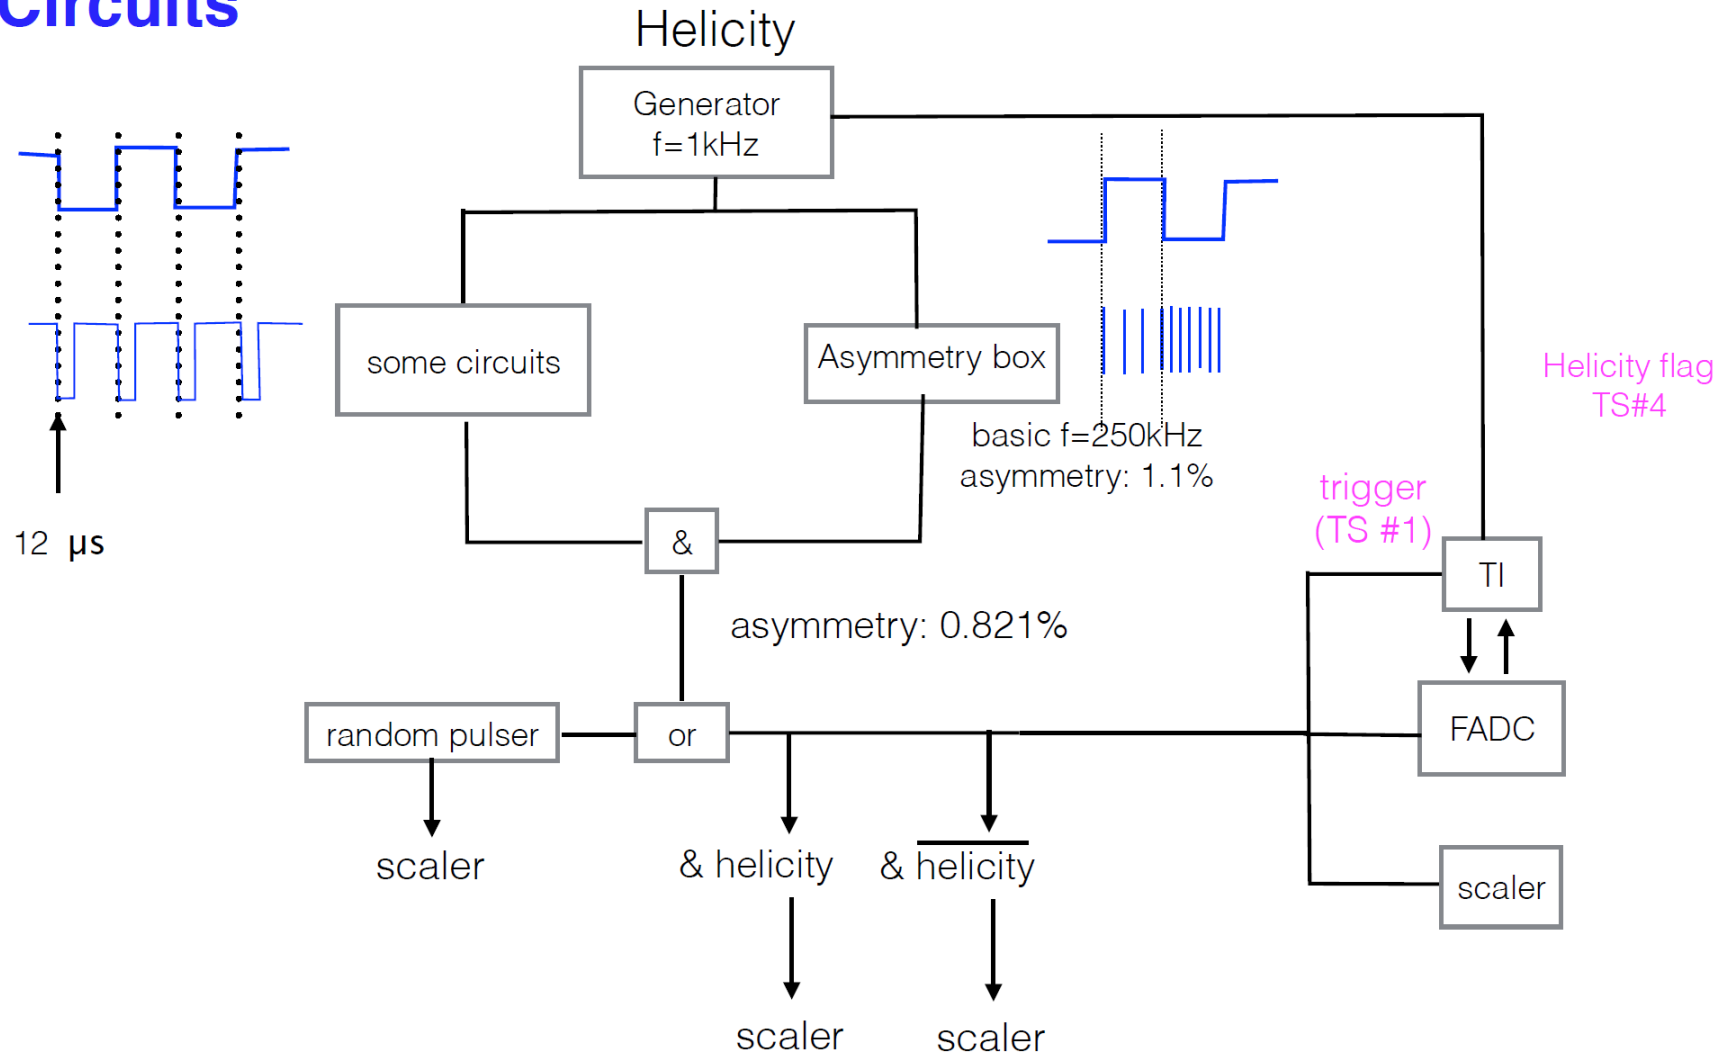 Circuits
Helicity
Generator
f=1kHz
some circuits
Asymmetry box
Helicity flag
TS#4
basic f=250kHz
asymmetry: 1.1%
trigger
(TS #1)
12 µs
&
TI
asymmetry: 0.821%
random pulser
or
FADC
scaler
& helicity
& helicity
scaler
scaler
scaler